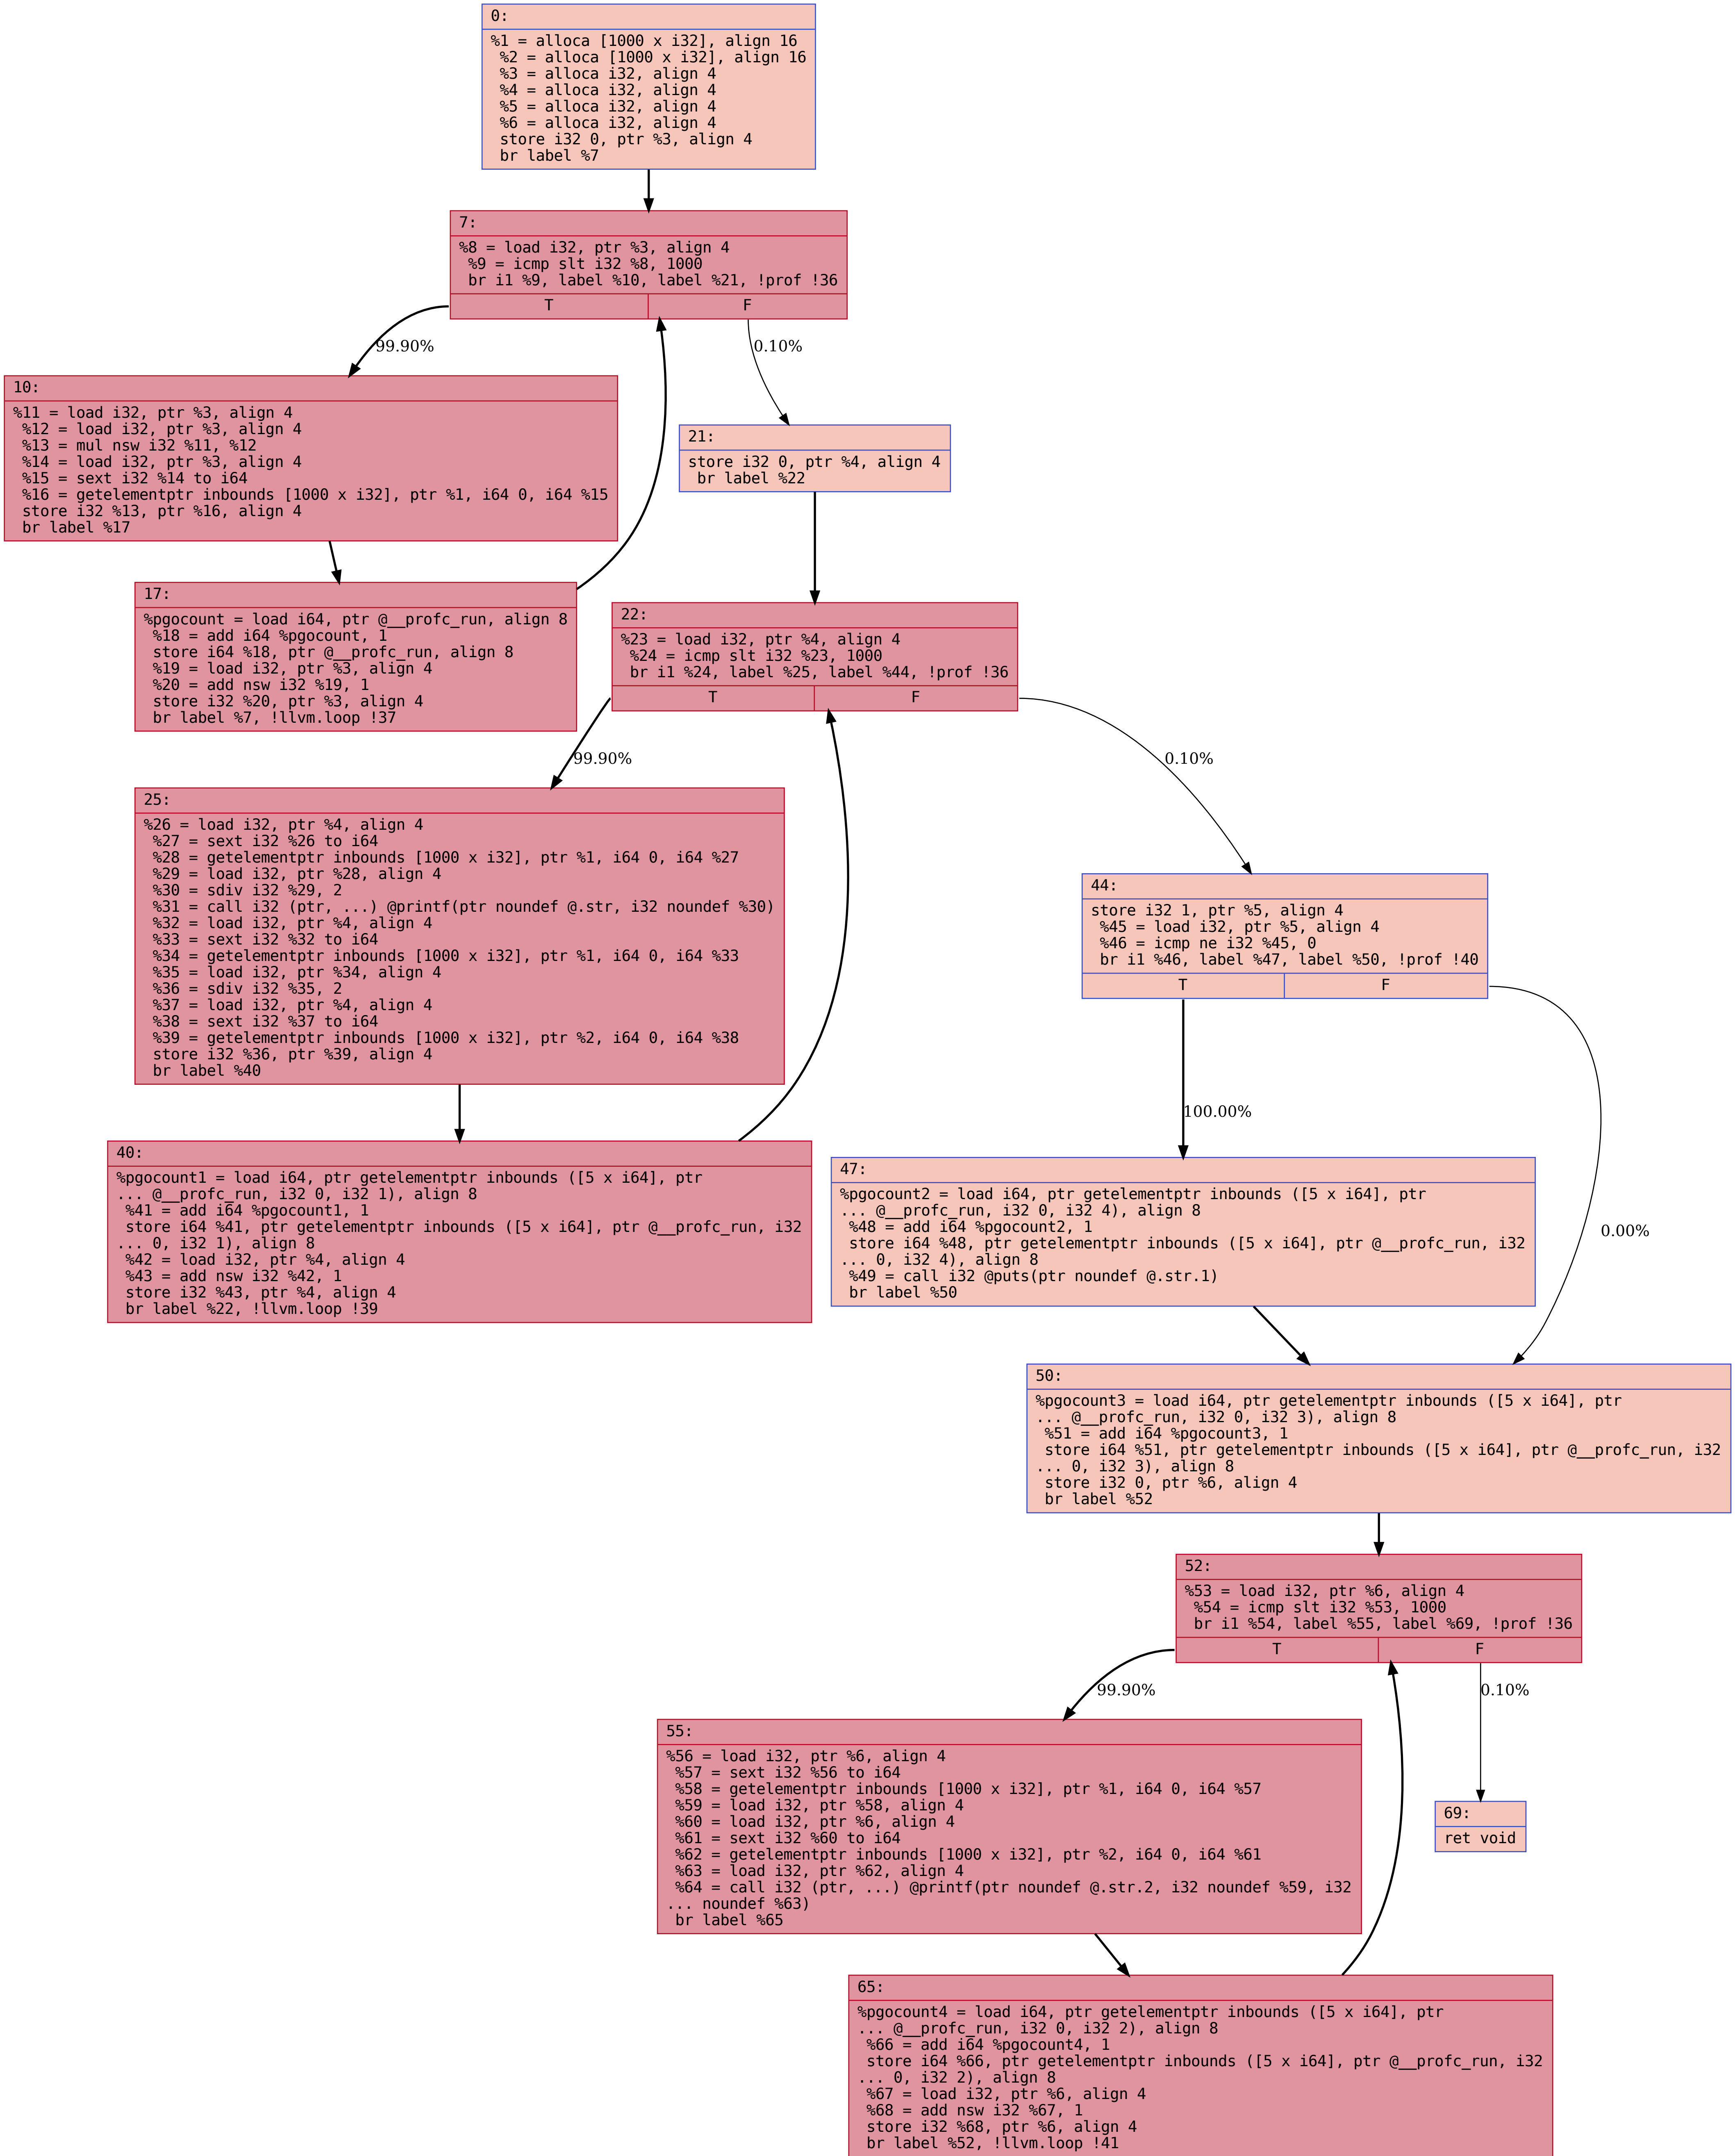 0:
%1 = alloca [1000 x i32], align 16
%2 = alloca [1000 x i32], align 16
%3 = alloca i32, align 4
%4 = alloca i32, align 4
%5 = alloca i32, align 4
%6 = alloca i32, align 4
store i32 0, ptr %3, align 4
br label %7
7:
%8 = load i32, ptr %3, align 4
%9 = icmp slt i32 %8, 1000
br i1 %9, label %10, label %21, !prof !36
T F
99.90%
0.10%
10:
%11 = load i32, ptr %3, align 4
%12 = load i32, ptr %3, align 4
%13 = mul nsw i32 %11, %12
%14 = load i32, ptr %3, align 4
%15 = sext i32 %14 to i64
%16 = getelementptr inbounds [1000 x i32], ptr %1, i64 0, i64 %15
store i32 %13, ptr %16, align 4
br label %17
21:
store i32 0, ptr %4, align 4
br label %22
17:
%pgocount = load i64, ptr @__profc_run, align 8
%18 = add i64 %pgocount, 1
store i64 %18, ptr @__profc_run, align 8
%19 = load i32, ptr %3, align 4
%20 = add nsw i32 %19, 1
store i32 %20, ptr %3, align 4
br label %7, !llvm.loop !37
22:
%23 = load i32, ptr %4, align 4
%24 = icmp slt i32 %23, 1000
br i1 %24, label %25, label %44, !prof !36
T F
99.90%
0.10%
25:
%26 = load i32, ptr %4, align 4
%27 = sext i32 %26 to i64
%28 = getelementptr inbounds [1000 x i32], ptr %1, i64 0, i64 %27
%29 = load i32, ptr %28, align 4
%30 = sdiv i32 %29, 2
%31 = call i32 (ptr, ...) @printf(ptr noundef @.str, i32 noundef %30)
%32 = load i32, ptr %4, align 4
%33 = sext i32 %32 to i64
%34 = getelementptr inbounds [1000 x i32], ptr %1, i64 0, i64 %33
%35 = load i32, ptr %34, align 4
%36 = sdiv i32 %35, 2
%37 = load i32, ptr %4, align 4
%38 = sext i32 %37 to i64
%39 = getelementptr inbounds [1000 x i32], ptr %2, i64 0, i64 %38
store i32 %36, ptr %39, align 4
br label %40
44:
store i32 1, ptr %5, align 4
%45 = load i32, ptr %5, align 4
%46 = icmp ne i32 %45, 0
br i1 %46, label %47, label %50, !prof !40
T F
100.00%
0.00%
40:
%pgocount1 = load i64, ptr getelementptr inbounds ([5 x i64], ptr
... @__profc_run, i32 0, i32 1), align 8
%41 = add i64 %pgocount1, 1
store i64 %41, ptr getelementptr inbounds ([5 x i64], ptr @__profc_run, i32
... 0, i32 1), align 8
%42 = load i32, ptr %4, align 4
%43 = add nsw i32 %42, 1
store i32 %43, ptr %4, align 4
br label %22, !llvm.loop !39
47:
%pgocount2 = load i64, ptr getelementptr inbounds ([5 x i64], ptr
... @__profc_run, i32 0, i32 4), align 8
%48 = add i64 %pgocount2, 1
store i64 %48, ptr getelementptr inbounds ([5 x i64], ptr @__profc_run, i32
... 0, i32 4), align 8
%49 = call i32 @puts(ptr noundef @.str.1)
br label %50
50:
%pgocount3 = load i64, ptr getelementptr inbounds ([5 x i64], ptr
... @__profc_run, i32 0, i32 3), align 8
%51 = add i64 %pgocount3, 1
store i64 %51, ptr getelementptr inbounds ([5 x i64], ptr @__profc_run, i32
... 0, i32 3), align 8
store i32 0, ptr %6, align 4
br label %52
52:
%53 = load i32, ptr %6, align 4
%54 = icmp slt i32 %53, 1000
br i1 %54, label %55, label %69, !prof !36
T F
99.90%
0.10%
55:
%56 = load i32, ptr %6, align 4
%57 = sext i32 %56 to i64
%58 = getelementptr inbounds [1000 x i32], ptr %1, i64 0, i64 %57
%59 = load i32, ptr %58, align 4
%60 = load i32, ptr %6, align 4
%61 = sext i32 %60 to i64
%62 = getelementptr inbounds [1000 x i32], ptr %2, i64 0, i64 %61
%63 = load i32, ptr %62, align 4
%64 = call i32 (ptr, ...) @printf(ptr noundef @.str.2, i32 noundef %59, i32
... noundef %63)
br label %65
69:
ret void
65:
%pgocount4 = load i64, ptr getelementptr inbounds ([5 x i64], ptr
... @__profc_run, i32 0, i32 2), align 8
%66 = add i64 %pgocount4, 1
store i64 %66, ptr getelementptr inbounds ([5 x i64], ptr @__profc_run, i32
... 0, i32 2), align 8
%67 = load i32, ptr %6, align 4
%68 = add nsw i32 %67, 1
store i32 %68, ptr %6, align 4
br label %52, !llvm.loop !41